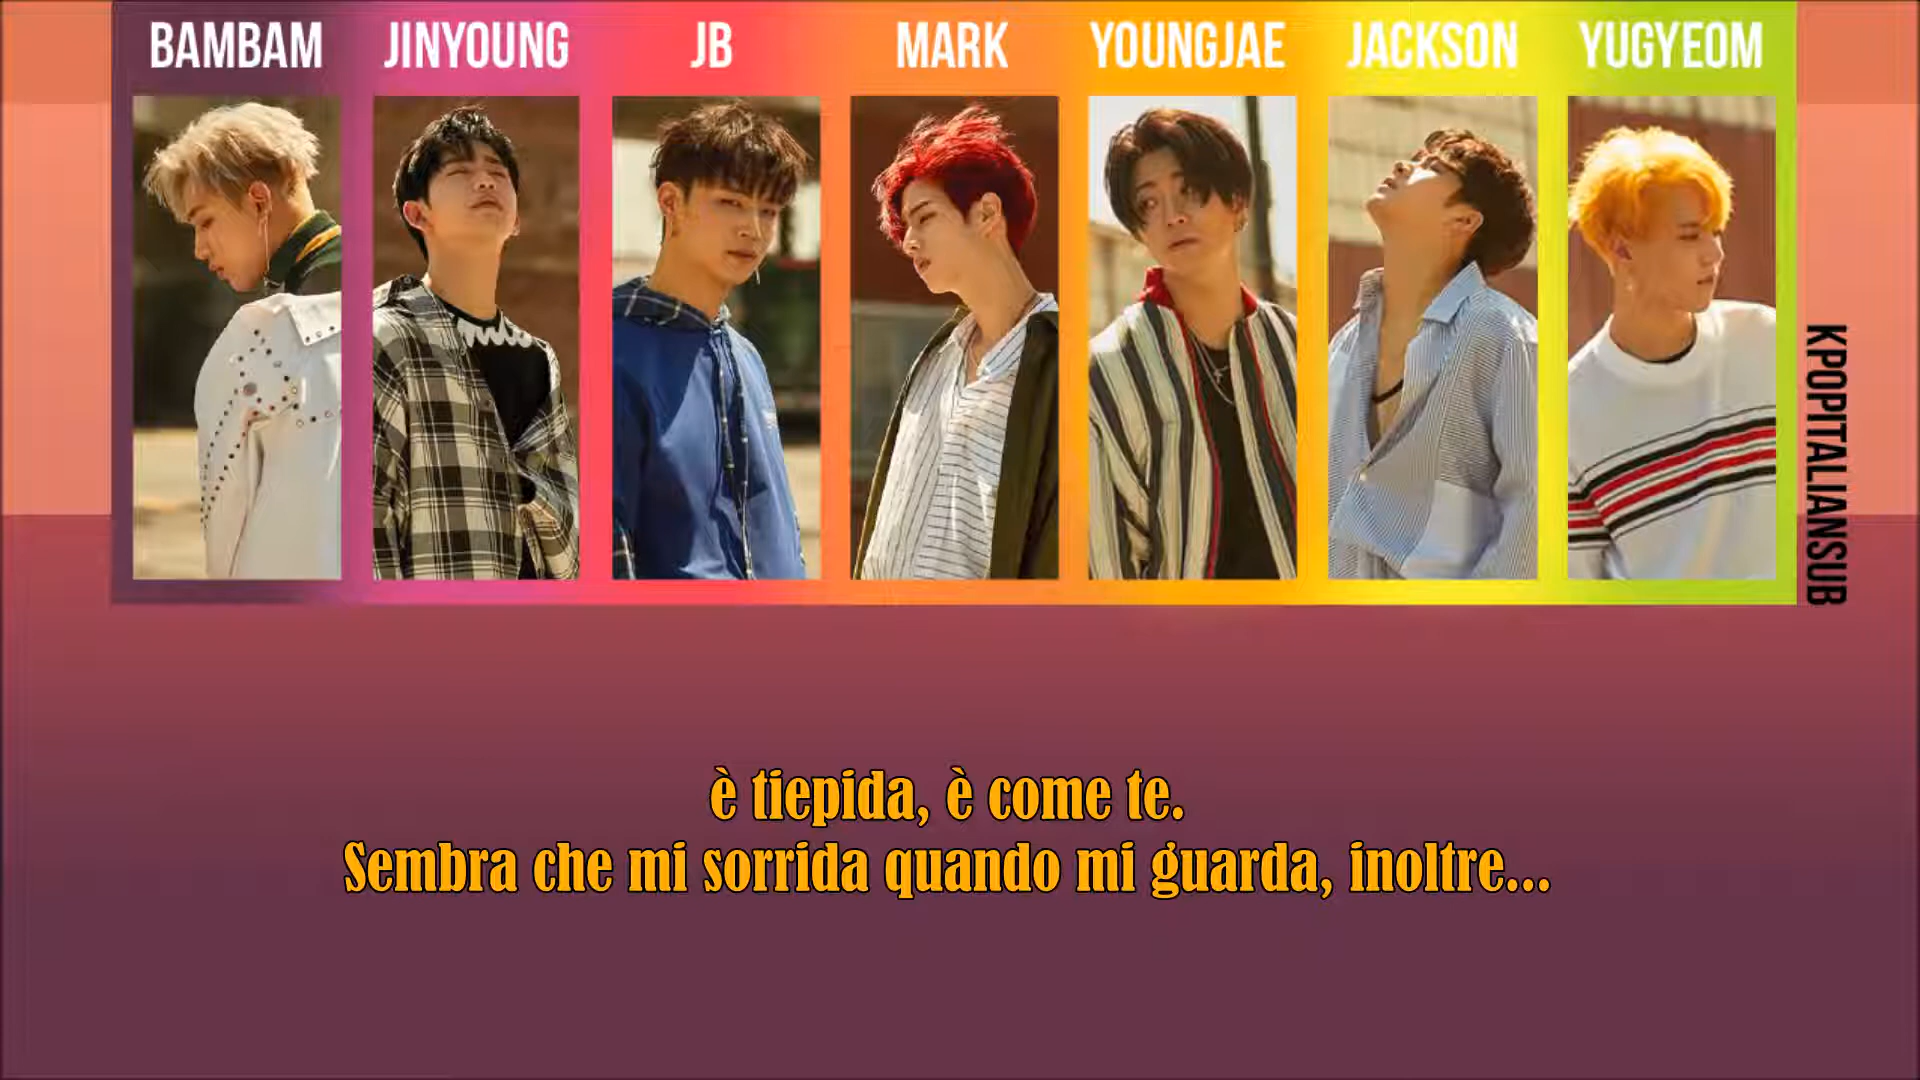 BAMBAM
JINYOUNG
JB
MARK
YOUNGJAE
JACKSON
YUGYEOM
KPOPITALIANSUB
è tiepida, è come te.
Sembra che mi sorrida quando mi guarda, inoltre...